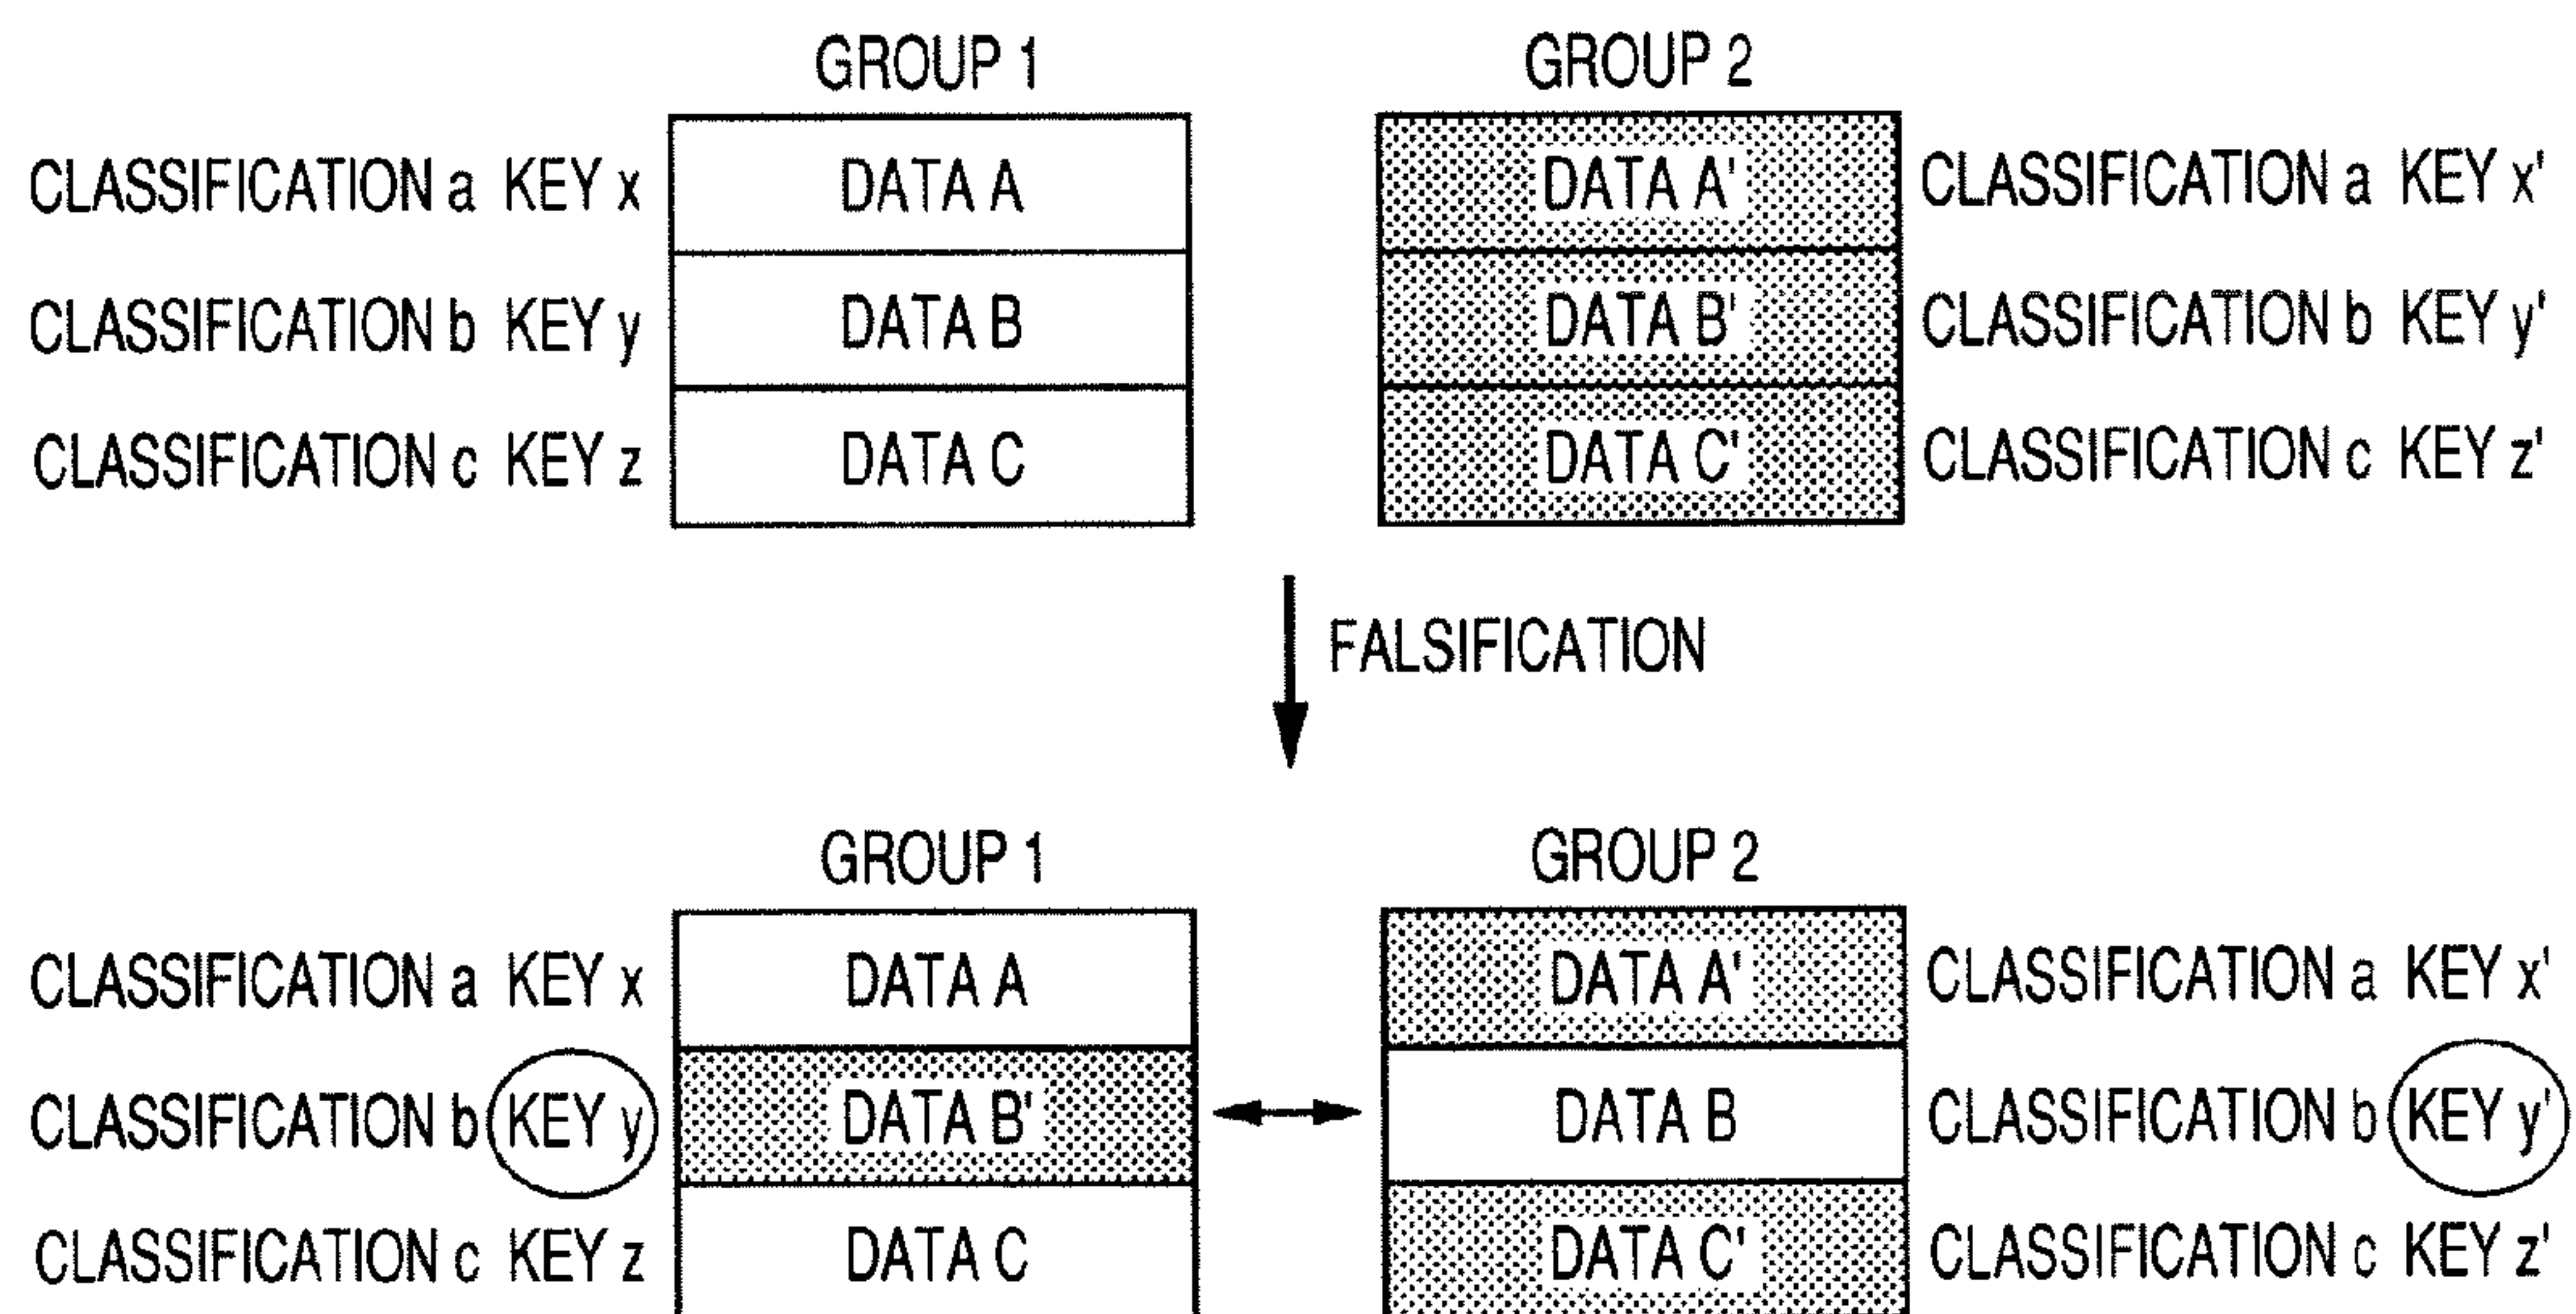 GROUP 1 GROUP 2
CLASSIFICATION a KEY x DATA A DATA A' CLASSIFICATION a KEY x'
CLASSIFICATION b KEY y DATA B DATA B' CLASSIFICATION b KEY y'
CLASSIFICATION c KEY z DATA C DATA C' CLASSIFICATION c KEY z'
FALSIFICATION
GROUP 1 GROUP 2
CLASSIFICATION a KEY x DATA A DATA A' CLASSIFICATION a KEY x'
CLASSIFICATION b KEY y DATA B' DATA B CLASSIFICATION b KEY y'
CLASSIFICATION c KEY z DATA C DATA C' CLASSIFICATION c KEY z'